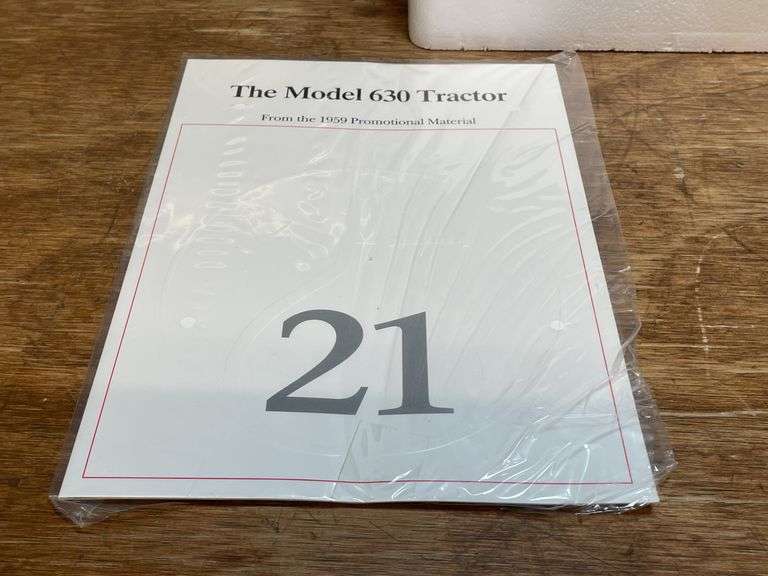 The Model 630 Tractor
From the 1959 Promotional Material
21